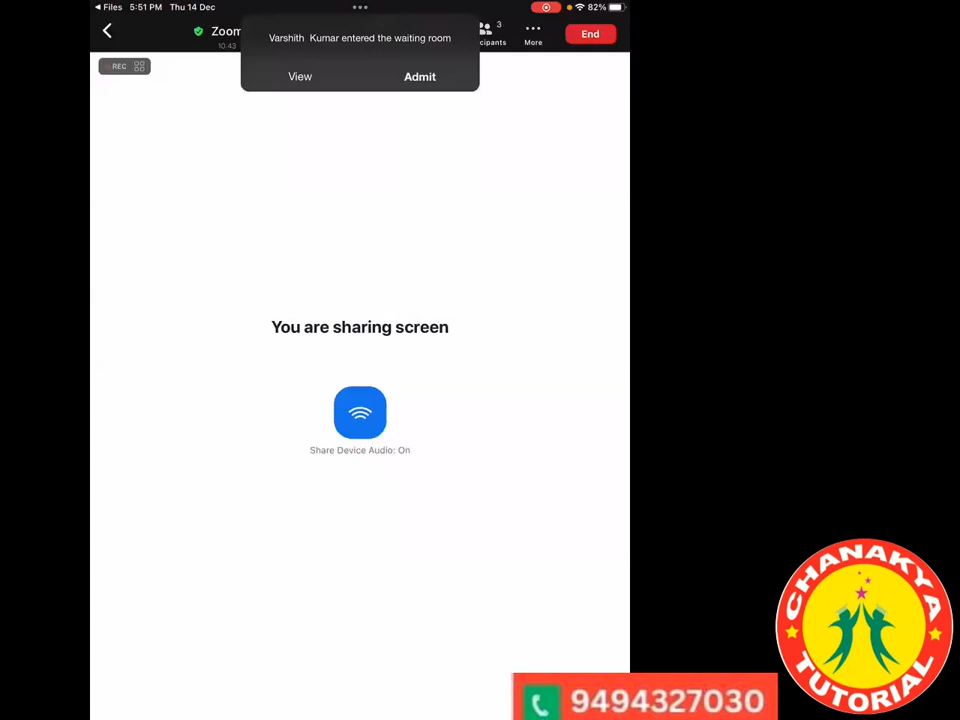 Files 5:51 PM Thu 14 Dec
82%
Zoom
10:43
3
cipants
More
End
Varshith Kumar entered the waiting room
View
Admit
REC
You are sharing screen
Share Device Audio: On
CHANAKYA
TUTORIAL
9494327030